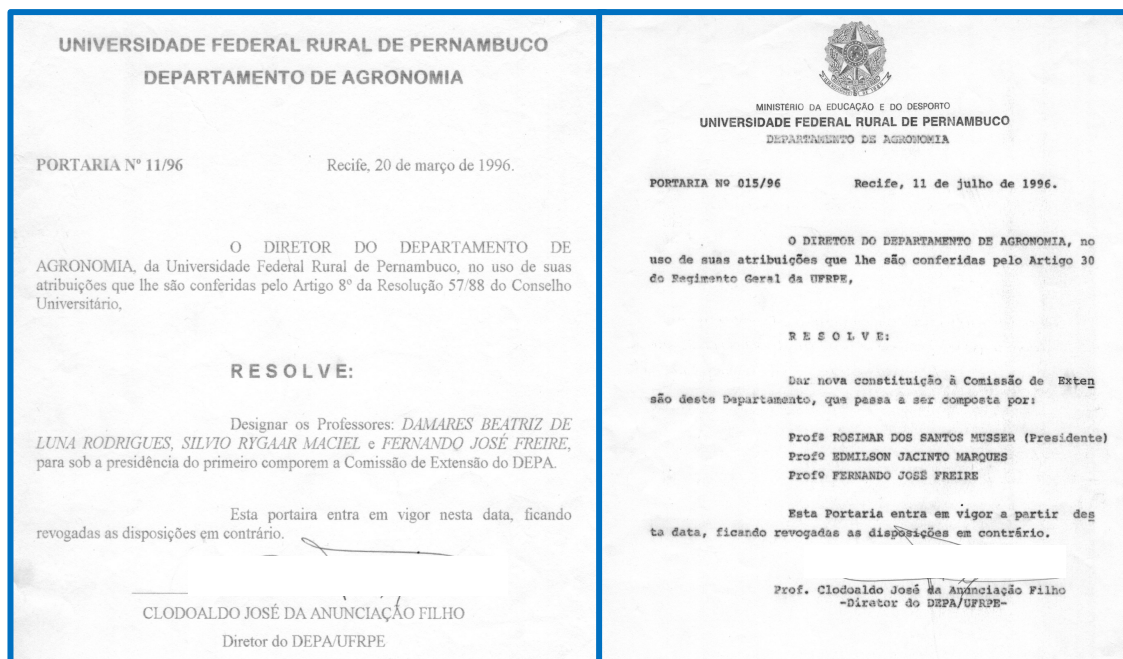 UNIVERSIDADE FEDERAL RURAL DE PERNAMBUCO
DEPARTAMENTO DE AGRONOMIA
PORTARIA Nº 11/96 Recife, 20 de março de 1996.
O DIRETOR DO DEPARTAMENTO DE
AGRONOMIA, da Universidade Federal Rural de Pernambuco, no uso de suas
atribuições que lhe são conferidas pelo Artigo 8º da Resolução 57/88 do Conselho
Universitário,
R E S O L V E:
Designar os Professores: DAMARES BEATRIZ DE
LUNA RODRIGUES, SILVIO RYGAAR MACIEL e FERNANDO JOSÉ FREIRE,
para sob a presidência do primeiro comporem a Comissão de Extensão do DEPA.
Esta portaira entra em vigor nesta data, ficando
revogadas as disposições em contrário.
CLODOALDO JOSÉ DA ANUNCIAÇÃO FILHO
Diretor do DEPA/UFRPE
MINISTÉRIO DA EDUCAÇÃO E DO DESPORTO
UNIVERSIDADE FEDERAL RURAL DE PERNAMBUCO
DEPARTAMENTO DE AGRONOMIA
PORTARIA Nº 015/96 Recife, 11 de julho de 1996.
O DIRETOR DO DEPARTAMENTO DE AGRONOMIA, no
uso de suas atribuições que lhe são conferidas pelo Artigo 30
do Regimento Geral da UFRPE,
R E S O L V E:
Dar nova constituição à Comissão de Exten
são deste Departamento, que passa a ser composta por:
Profª ROSIMAR DOS SANTOS MUSSER (Presidente)
Profº EDMILSON JACINTO MARQUES
Profº FERNANDO JOSÉ FREIRE
Esta Portaria entra em vigor a partir des
ta data, ficando revogadas as disposições em contrário.
Prof. Clodoaldo José da Anunciação Filho
-Diretor do DEPA/UFRPE-